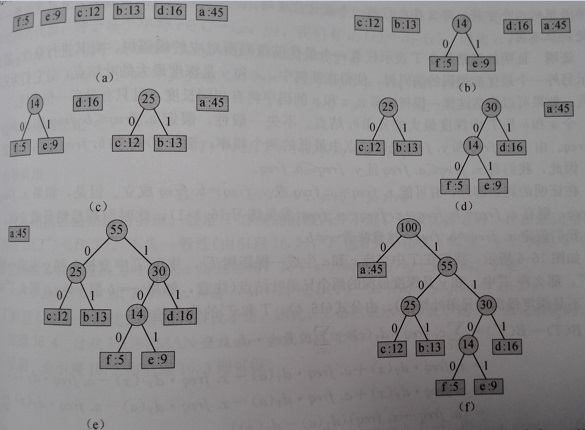 f:5 e:9 c:12 b:13 d:16 a:45
(a)
c:12 b:13 14 d:16 a:45
0 1
f:5 e:9
(b)
14 d:16 25 a:45
0 1 0 1
f:5 e:9 c:12 b:13
(c)
25 30 a:45
0 1 0 1
c:12 b:13 14 d:16
0 1
f:5 e:9
(d)
a:45 55
0 1
25 30
0 1 0 1
c:12 b:13 14 d:16
0 1
f:5 e:9
(e)
100
0 1
a:45 55
0 1
25 30
0 1 0 1
c:12 b:13 14 d:16
0 1
f:5 e:9
(f)